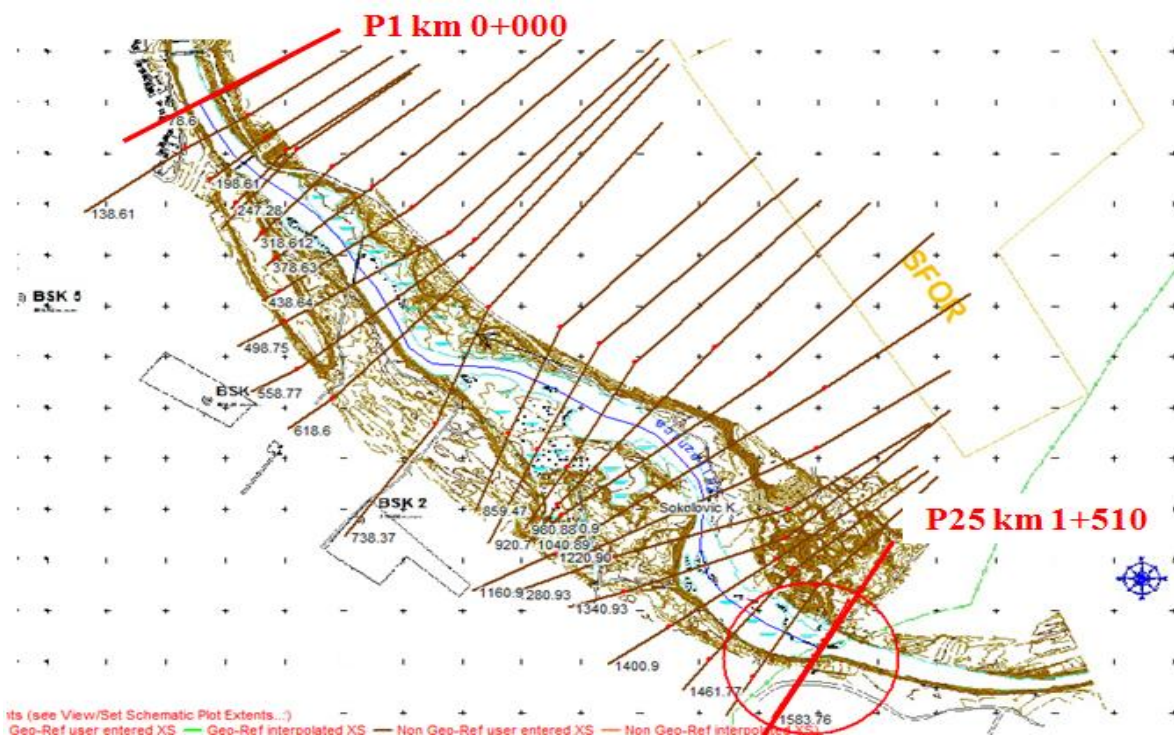 P1 km 0+000
78.6
138.61
198.61
247.28
318.612
378.63
438.64
498.75
558.77
618.6
738.37
BSK 5
BSK
BSK 2
SFOR
859.47
920.7
980.88
0.9
1040.89
1220.90
1160.9
280.93
1340.93
1400.9
1461.77
1583.76
Sokolovic K
P25 km 1+510
nts (see View/Set Schematic Plot Extents...)
Geo-Ref user entered XS Geo-Ref interpolated XS Non Geo-Ref user entered XS Non Geo-Ref interpolated XS)